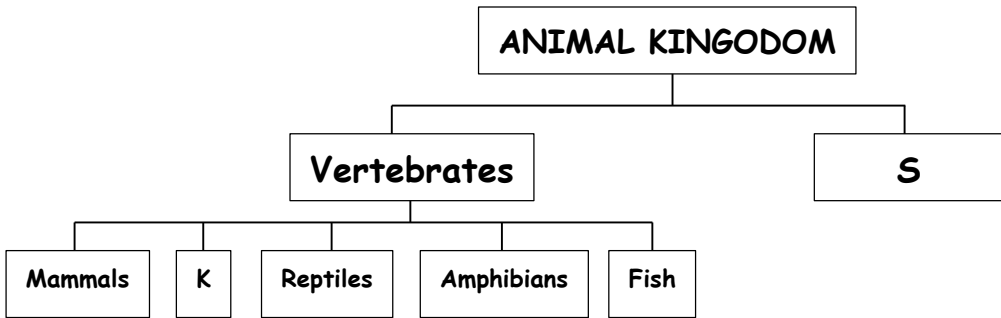 ANIMAL KINGODOM
Vertebrates
S
Mammals
K
Reptiles
Amphibians
Fish